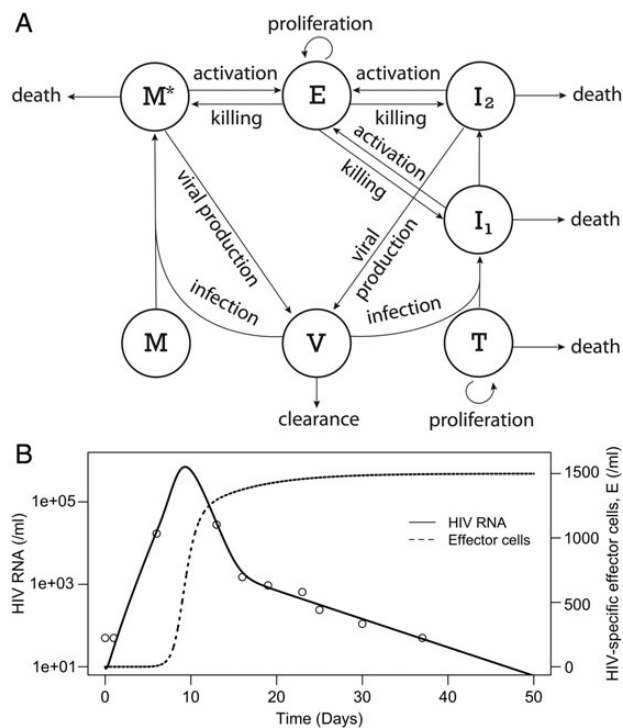 A
proliferation
death
M*
activation
killing
E
activation
killing
I₂
death
activation
killing
viral production
viral
production
I₁
death
infection
infection
M
V
T
death
clearance
proliferation
B
HIV RNA (/ml)
1e+05
1e+03
1e+01
HIV RNA
Effector cells
1500
1000
500
0
HIV-specific effector cells, E (/ml)
0
10
20
30
40
50
Time (Days)